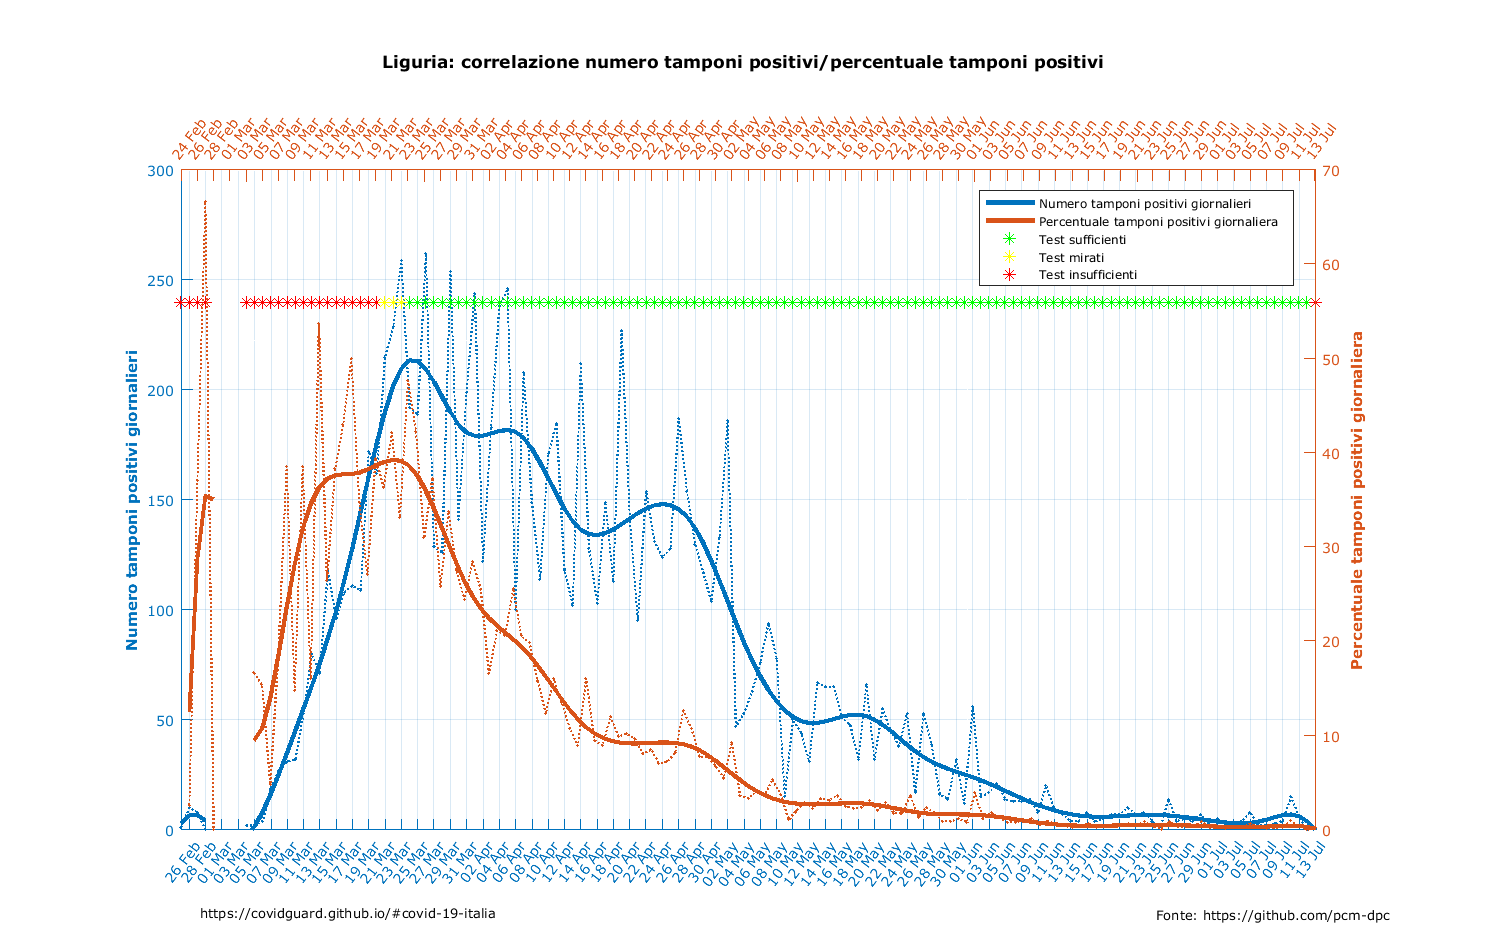 Liguria: correlazione numero tamponi positivi/percentuale tamponi positivi
24 Feb
26 Feb
28 Feb
01 Mar
03 Mar
05 Mar
07 Mar
09 Mar
11 Mar
13 Mar
15 Mar
17 Mar
19 Mar
21 Mar
23 Mar
25 Mar
27 Mar
29 Mar
31 Mar
02 Apr
04 Apr
06 Apr
08 Apr
10 Apr
12 Apr
14 Apr
16 Apr
18 Apr
20 Apr
22 Apr
24 Apr
26 Apr
28 Apr
30 Apr
02 May
04 May
06 May
08 May
10 May
12 May
14 May
16 May
18 May
20 May
22 May
24 May
26 May
28 May
30 May
01 Jun
03 Jun
05 Jun
07 Jun
09 Jun
11 Jun
13 Jun
15 Jun
17 Jun
19 Jun
21 Jun
23 Jun
25 Jun
27 Jun
29 Jun
01 Jul
03 Jul
05 Jul
07 Jul
09 Jul
11 Jul
13 Jul
300
250
200
150
100
50
0
Numero tamponi positivi giornalieri
70
60
50
40
30
20
10
0
Percentuale tamponi positivi giornaliera
Numero tamponi positivi giornalieri
Percentuale tamponi positivi giornaliera
Test sufficienti
Test mirati
Test insufficienti
26 Feb
28 Feb
01 Mar
03 Mar
05 Mar
07 Mar
09 Mar
11 Mar
13 Mar
15 Mar
17 Mar
19 Mar
21 Mar
23 Mar
25 Mar
27 Mar
29 Mar
31 Mar
02 Apr
04 Apr
06 Apr
08 Apr
10 Apr
12 Apr
14 Apr
16 Apr
18 Apr
20 Apr
22 Apr
24 Apr
26 Apr
28 Apr
30 Apr
02 May
04 May
06 May
08 May
10 May
12 May
14 May
16 May
18 May
20 May
22 May
24 May
26 May
28 May
30 May
01 Jun
03 Jun
05 Jun
07 Jun
09 Jun
11 Jun
13 Jun
15 Jun
17 Jun
19 Jun
21 Jun
23 Jun
25 Jun
27 Jun
29 Jun
01 Jul
03 Jul
05 Jul
07 Jul
09 Jul
11 Jul
13 Jul
https://covidguard.github.io/#covid-19-italia
Fonte: https://github.com/pcm-dpc